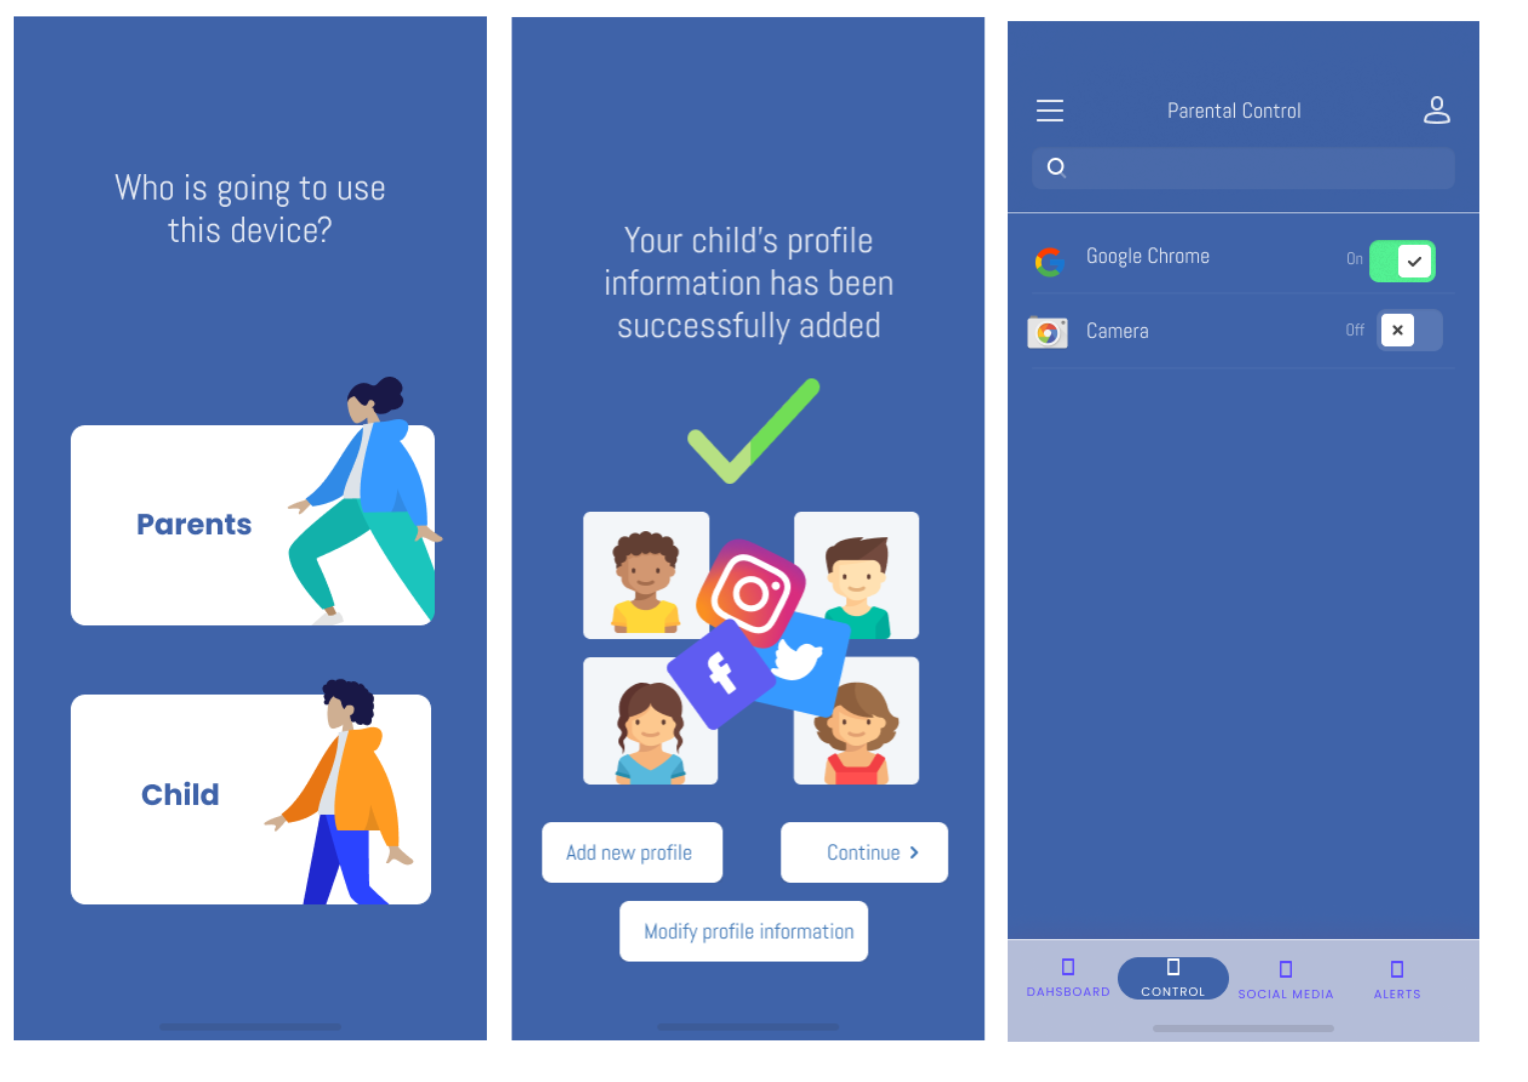 Who is going to use
this device?
Parents
Child
Your child's profile
information has been
successfully added
Add new profile
Continue
Modify profile information
Parental Control
Google Chrome
On
Camera
Off
DAHSBOARD
CONTROL
SOCIAL MEDIA
ALERTS